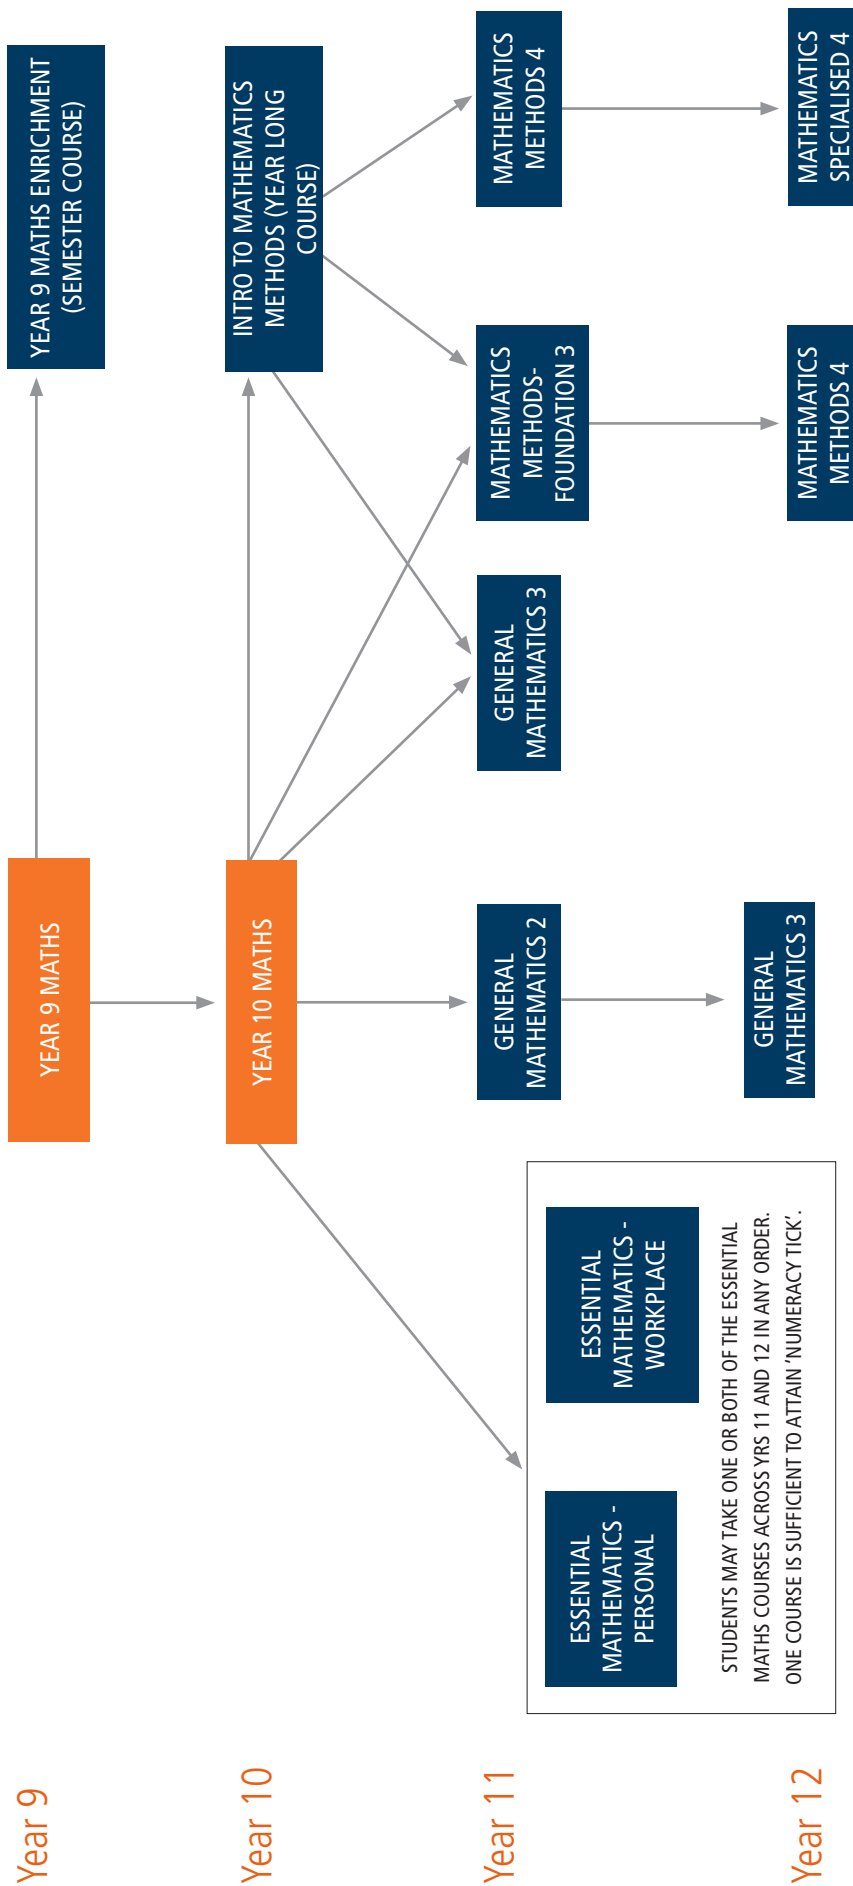 Year 9
YEAR 9 MATHS
YEAR 9 MATHS ENRICHMENT
(SEMESTER COURSE)
Year 10
YEAR 10 MATHS
INTRO TO MATHEMATICS
METHODS (YEAR LONG
COURSE)
Year 11
ESSENTIAL
MATHEMATICS -
PERSONAL
ESSENTIAL
MATHEMATICS -
WORKPLACE
STUDENTS MAY TAKE ONE OR BOTH OF THE ESSENTIAL
MATHS COURSES ACROSS YRS 11 AND 12 IN ANY ORDER.
ONE COURSE IS SUFFICIENT TO ATTAIN ‘NUMERACY TICK’.
GENERAL
MATHEMATICS 2
GENERAL
MATHEMATICS 3
MATHEMATICS
METHODS-
FOUNDATION 3
MATHEMATICS
METHODS 4
Year 12
GENERAL
MATHEMATICS 3
MATHEMATICS
METHODS 4
MATHEMATICS
SPECIALISED 4